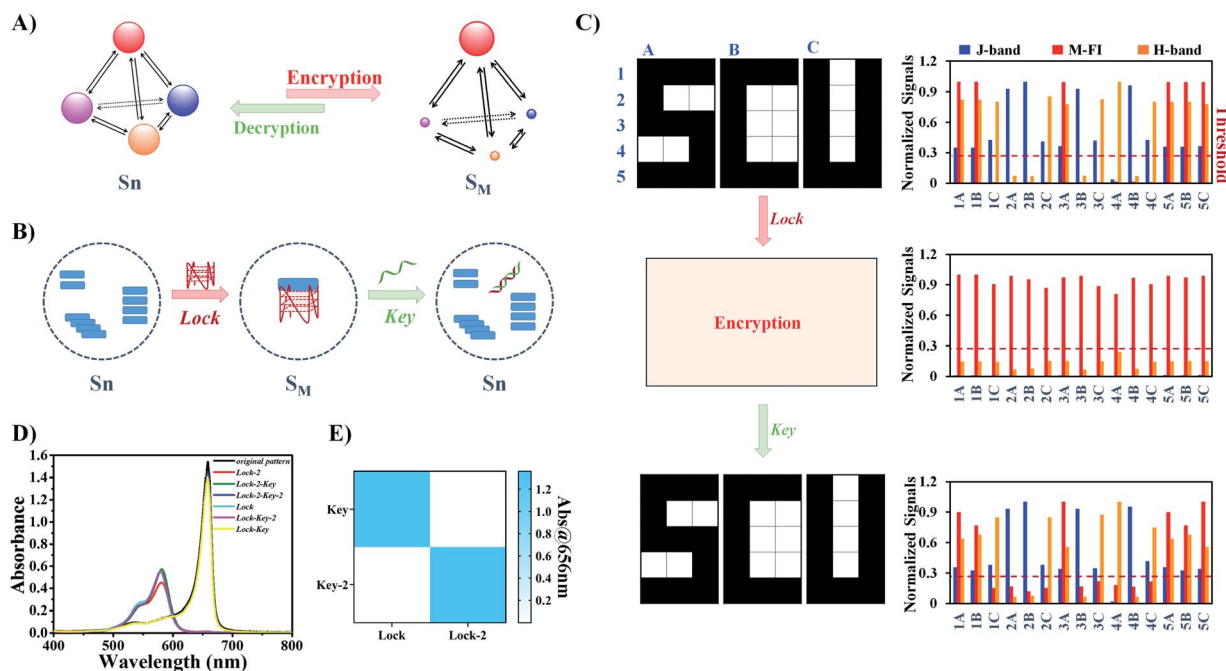 A)
Encryption
Decryption
Sn
S_M
B)
Lock
Key
Sn
S_M
Sn
C)
A B C
1
2
3
4
5
Lock
Encryption
Key
J-band M-FI H-band
Normalized Signals
1.2
0.9
0.6
0.3
0
Threshold
1A 1B 1C 2A 2B 2C 3A 3B 3C 4A 4B 4C 5A 5B 5C
Normalized Signals
1.2
0.9
0.6
0.3
0
1A 1B 1C 2A 2B 2C 3A 3B 3C 4A 4B 4C 5A 5B 5C
Normalized Signals
1.2
0.9
0.6
0.3
0
1A 1B 1C 2A 2B 2C 3A 3B 3C 4A 4B 4C 5A 5B 5C
D)
Absorbance
1.6
1.4
1.2
1.0
0.8
0.6
0.4
0.2
0.0
400 500 600 700 800
Wavelength (nm)
original pattern
Lock-2
Lock-2-Key
Lock-2-Key-2
Lock
Lock-Key-2
Lock-Key
E)
Key
Key-2
Lock Lock-2
1.2
1.0
0.8
0.6
0.4
0.2
Abs@656nm